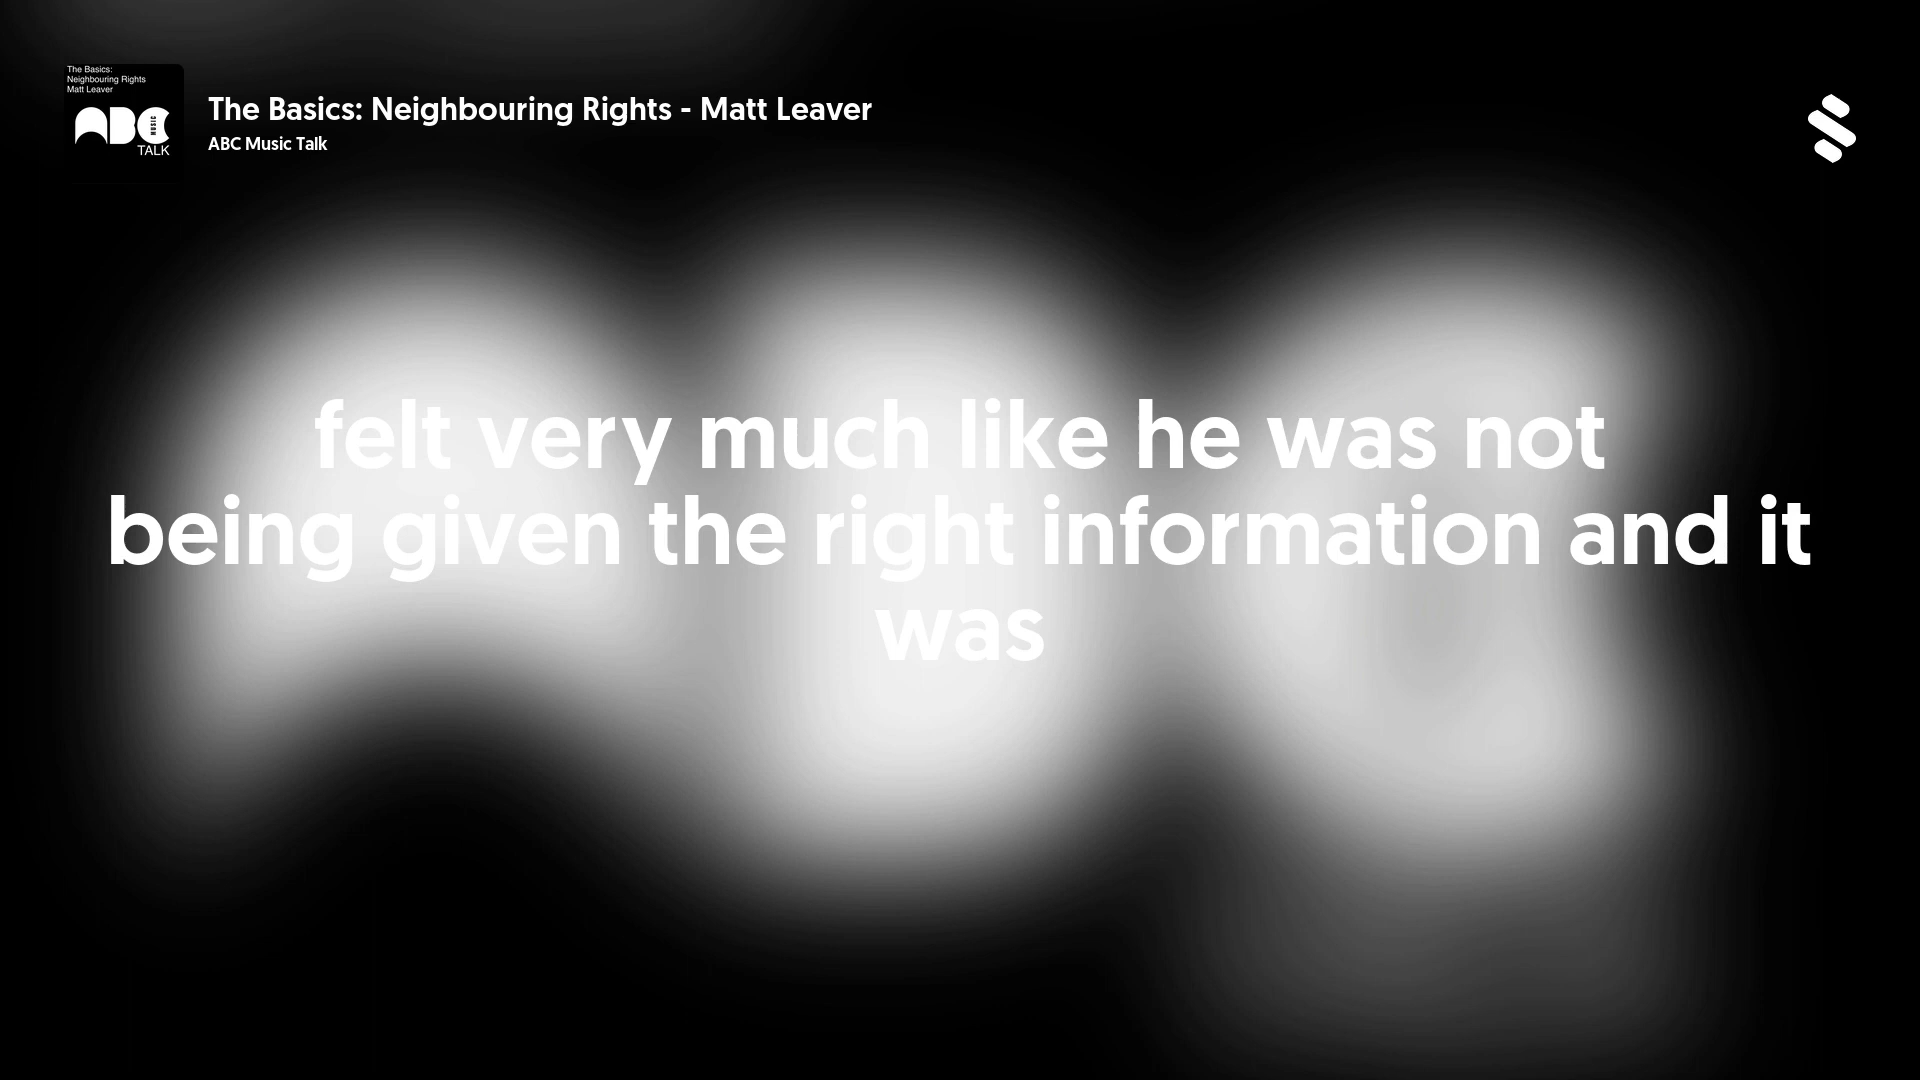 The Basics:
Neighbouring Rights
Matt Leaver
ABC
MUSIC
TALK
The Basics: Neighbouring Rights - Matt Leaver
ABC Music Talk
felt very much like he was not
being given the right information and it
was